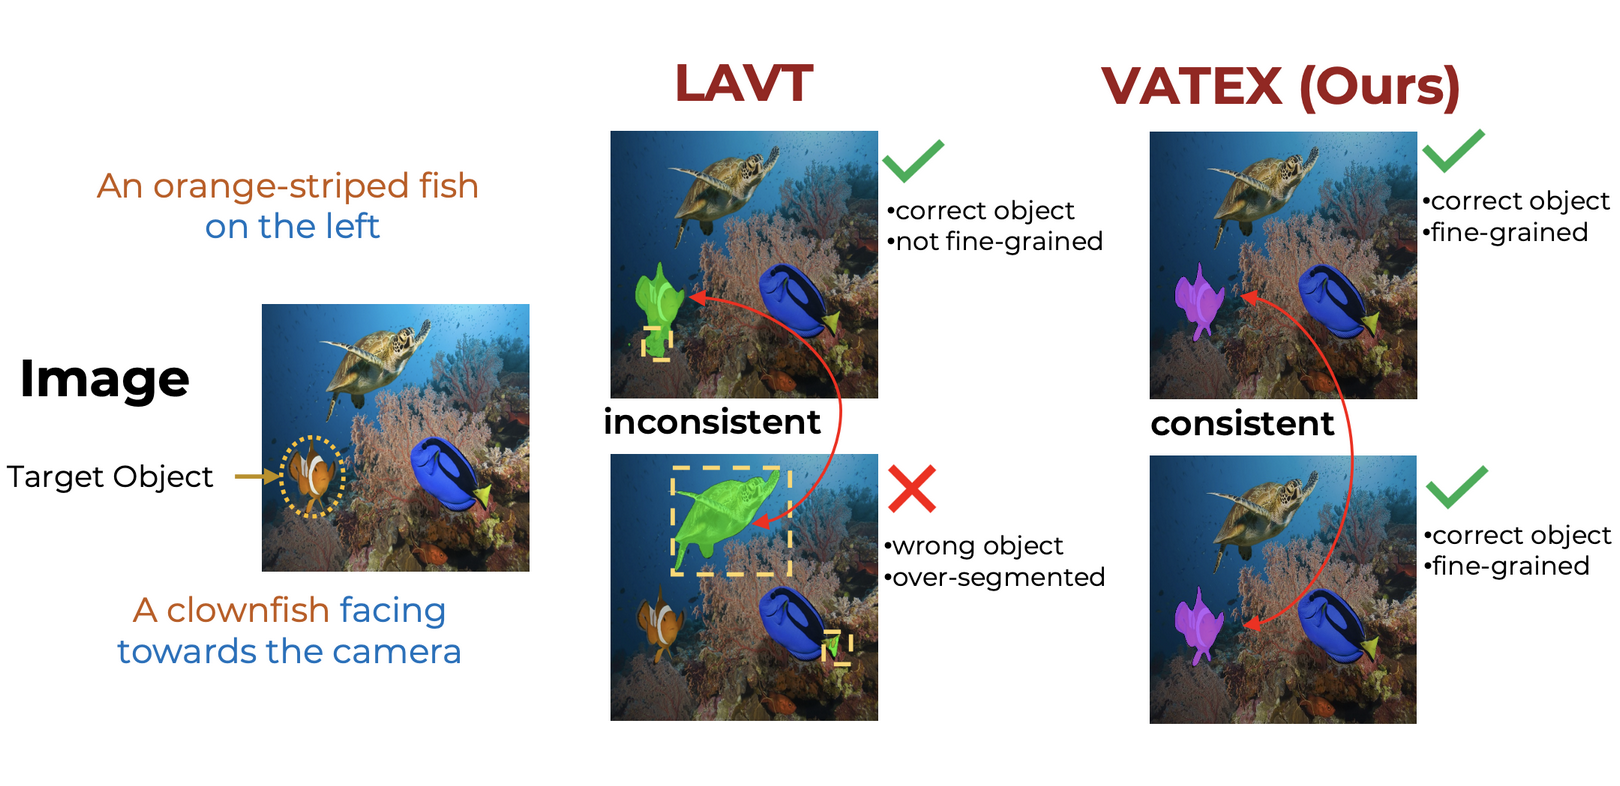 LAVT
VATEX (Ours)
An orange-striped fish
on the left
•correct object
•not fine-grained
•correct object
•fine-grained
Image
Target Object
inconsistent
consistent
A clownfish facing
towards the camera
•wrong object
•over-segmented
•correct object
•fine-grained